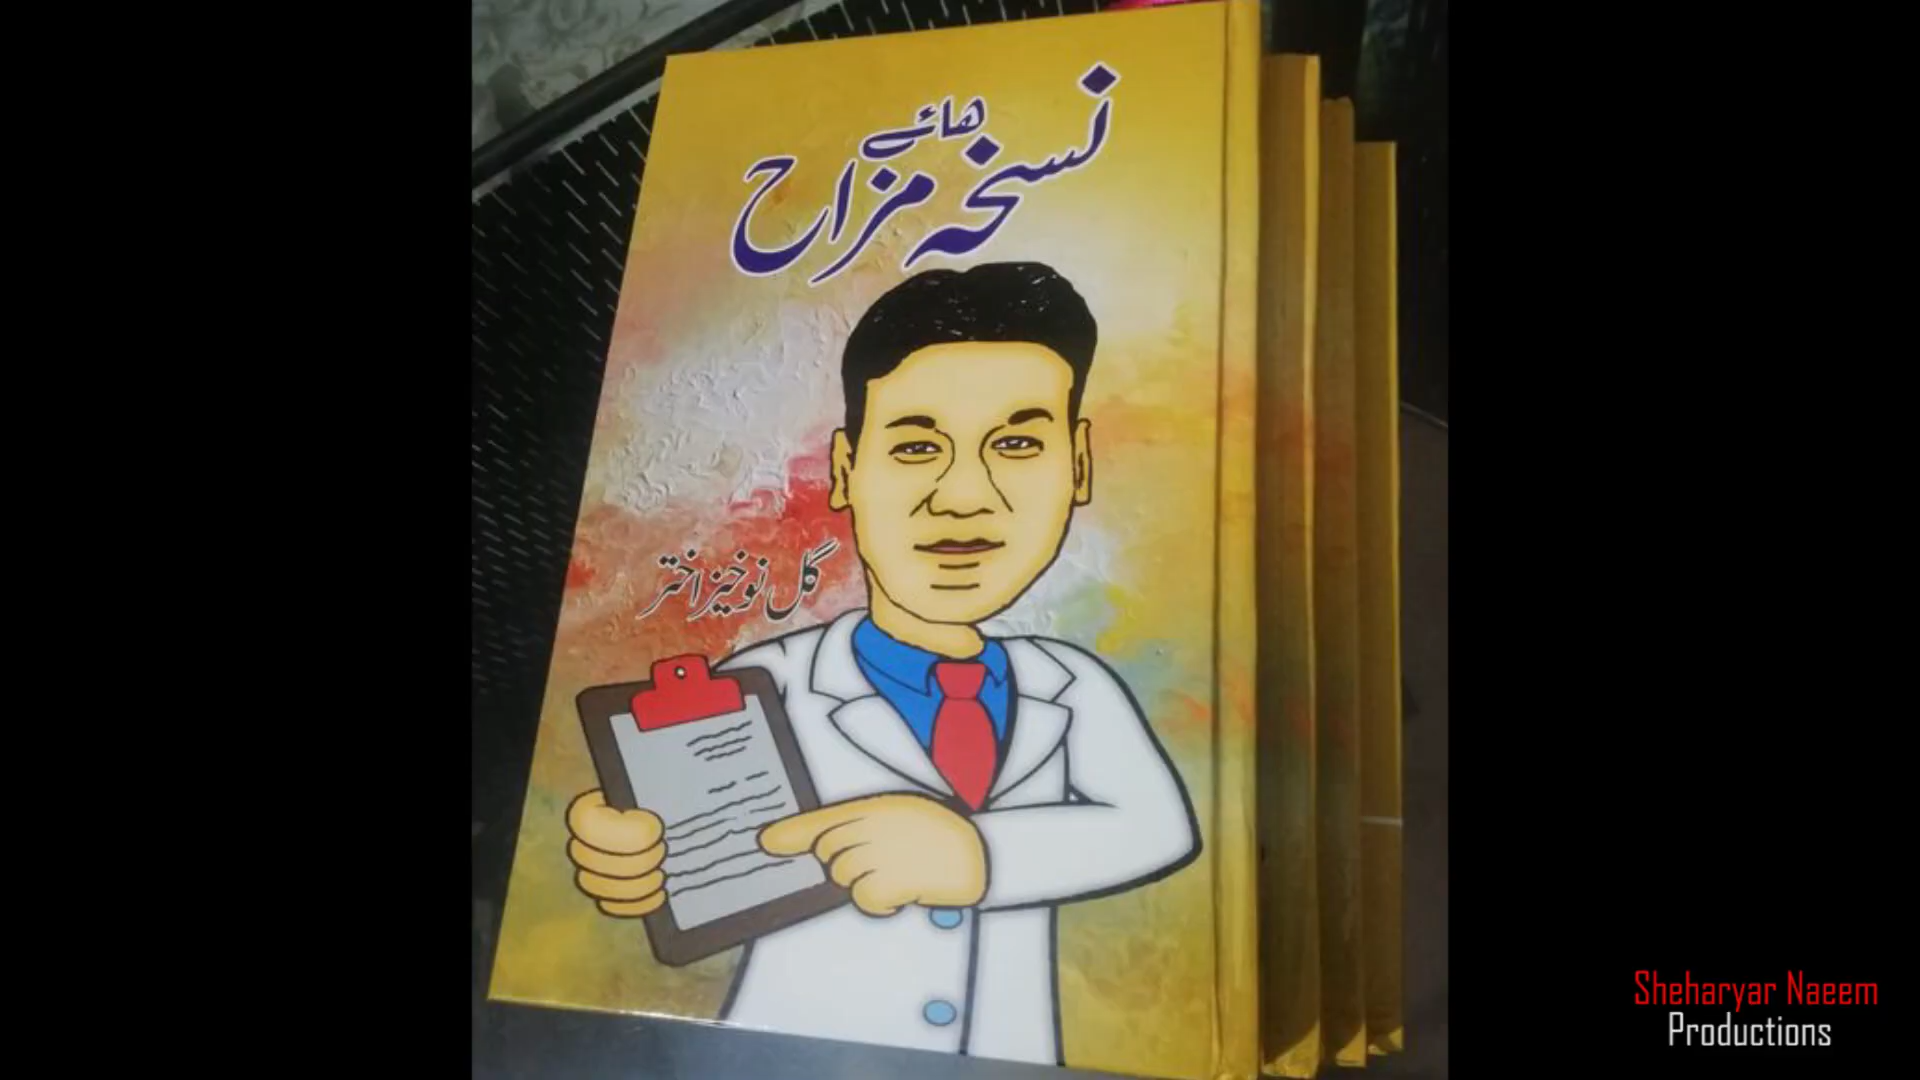 نسخہ ہائے مزاح
گل نوخیز اختر
Sheharyar Naeem
Productions